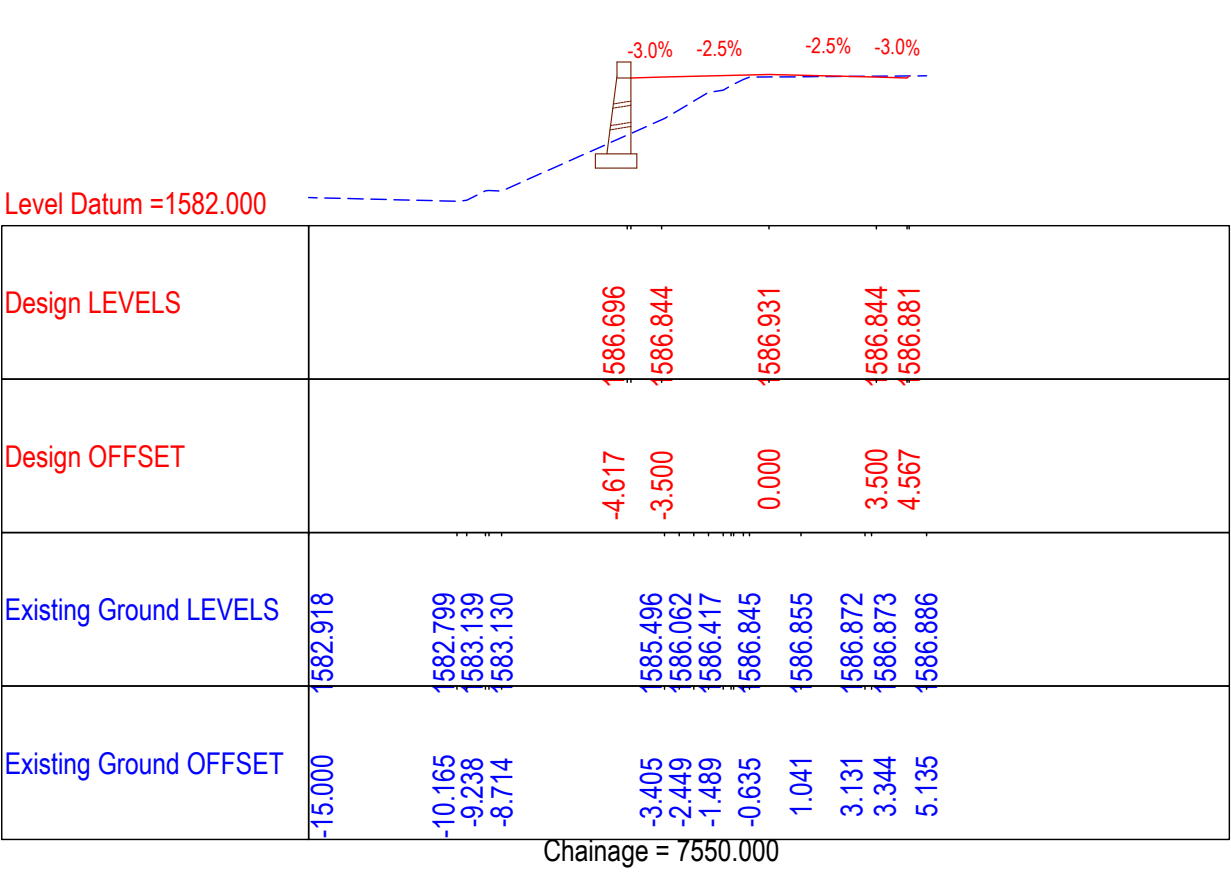 -3.0% -2.5% -2.5% -3.0%
Level Datum =1582.000
Design LEVELS 1586.696 1586.844 1586.931 1586.844 1586.881
Design OFFSET -4.617 -3.500 0.000 3.500 4.567
Existing Ground LEVELS 1582.918 1582.799 1583.139 1583.130 1585.496 1586.062 1586.417 1586.845 1586.855 1586.872 1586.873 1586.886
Existing Ground OFFSET -15.000 -10.165 -9.238 -8.714 -3.405 -2.449 -1.489 -0.635 1.041 3.131 3.344 5.135
Chainage = 7550.000